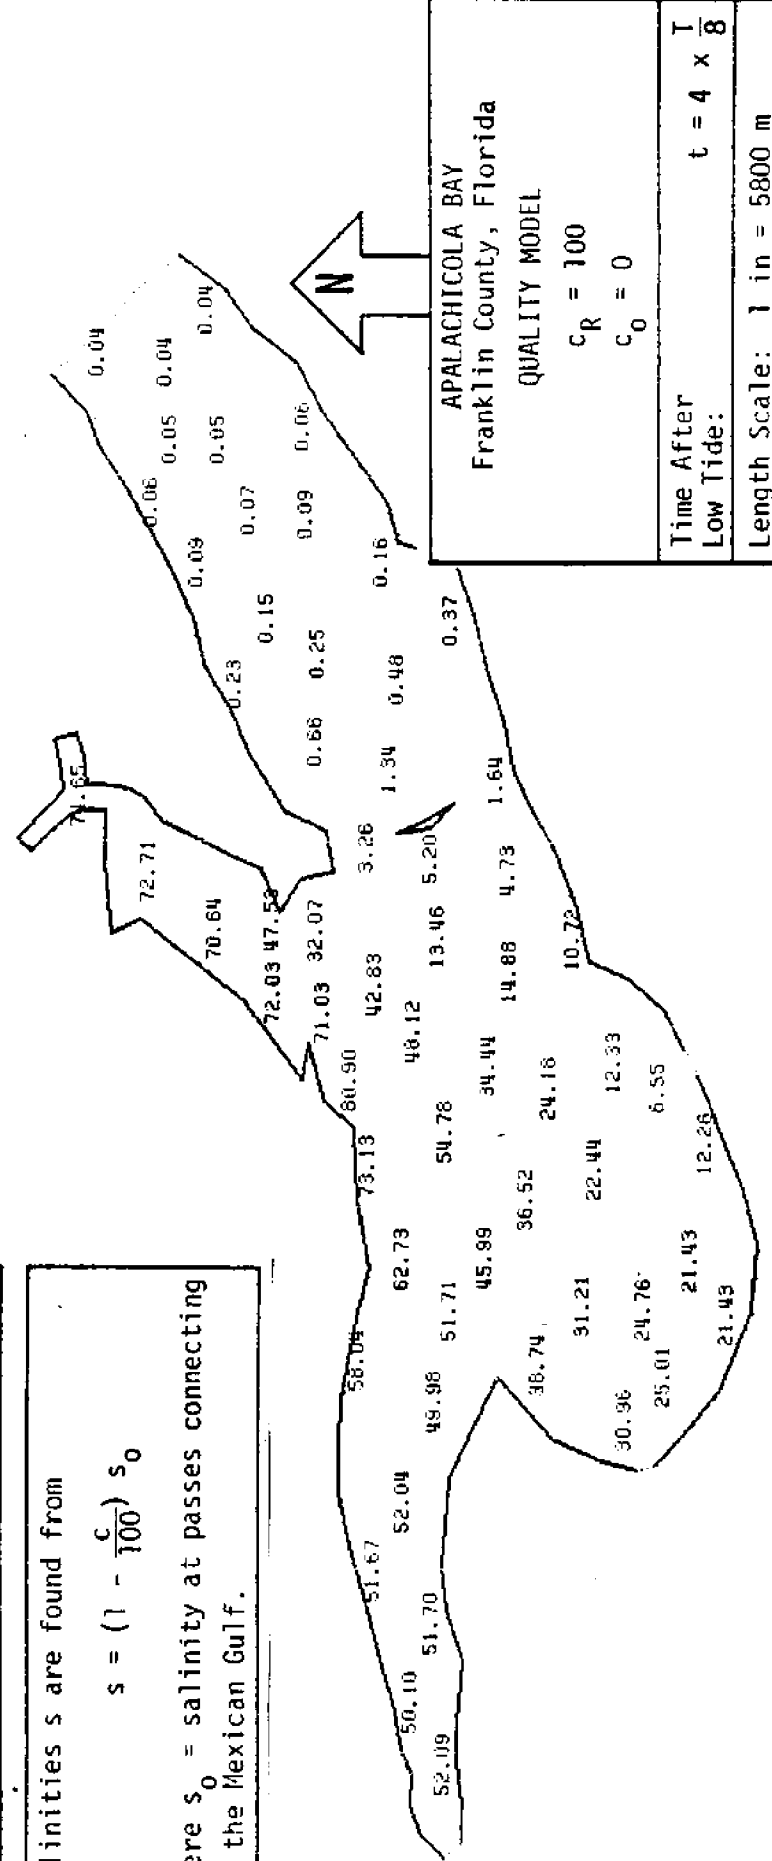 linities s are found from
s = (1 - c/100) s₀
ere s₀ = salinity at passes connecting
the Mexican Gulf.
0.04
71.65
0.04 0.04
72.71 0.06 0.05
0.09 0.05
70.64 0.23 0.07
72.03 47.53 0.15
71.03 32.07 0.66 0.25 0.09 0.06
58.04 73.13 80.90
51.67 42.83 3.26 1.34 0.16
50.10 52.04 62.73 48.12 0.48
52.09 51.70 49.98 51.71 54.78 13.46 5.20 0.37
45.99 34.44 14.88 4.73 1.64
38.74 36.52 24.16
31.21 22.44 10.72
30.96 24.76 12.33
25.01 21.43 6.55
21.43 12.26
N
APALACHICOLA BAY
Franklin County, Florida
QUALITY MODEL
c_R = 100
c₀ = 0
Time After
Low Tide: t = 4 x T/8
Length Scale: 1 in = 5800 m